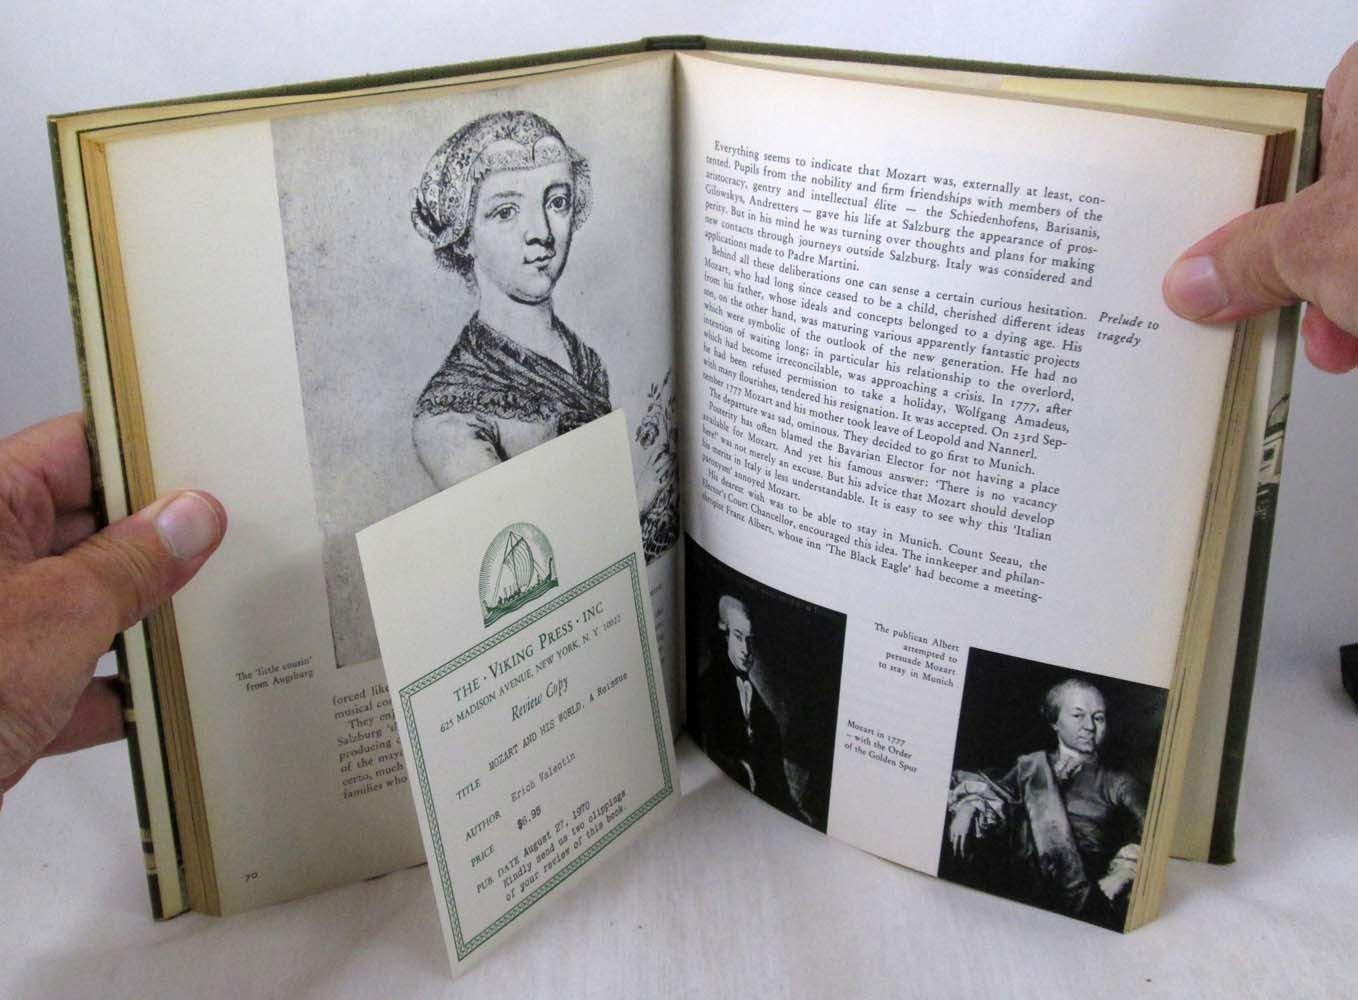 The 'little cousin'
from Augsburg
forced like
musical con
They enj
Salzburg 'th
producing
of the maye
certo, much
families who
70
THE · VIKING PRESS · INC
625 MADISON AVENUE, NEW YORK, N. Y. 10022
Review Copy
TITLE MOZART AND HIS WORLD, A Reissue
AUTHOR Erich Valentin
PRICE $6.95
PUB DATE August 27, 1970
Kindly send us two clippings
of your review of this book.
Everything seems to indicate that Mozart was, externally at least, con-
tented. Pupils from the nobility and firm friendships with members of the
aristocracy, gentry and intellectual élite — the Schiedenhofens, Barisanis,
Gilowskys, Andretters — gave his life at Salzburg the appearance of pros-
perity. But in his mind he was turning over thoughts and plans for making
new contacts through journeys outside Salzburg. Italy was considered and
applications made to Padre Martini.
Behind all these deliberations one can sense a certain curious hesitation.
Mozart, who had long since ceased to be a child, cherished different ideas
from his father, whose ideals and concepts belonged to a dying age. His
son, on the other hand, was maturing various apparently fantastic projects
which were symbolic of the outlook of the new generation. He had no
intention of waiting long; in particular his relationship to the overlord,
which had become irreconcilable, was approaching a crisis. In 1777, after
he had been refused permission to take a holiday, Wolfgang Amadeus,
with many flourishes, tendered his resignation. It was accepted. On 23rd Sep-
tember 1777 Mozart and his mother took leave of Leopold and Nannerl.
The departure was sad, ominous. They decided to go first to Munich.
Posterity has often blamed the Bavarian Elector for not having a place
available for Mozart. And yet his famous answer: 'There is no vacancy
here!' was not merely an excuse. But his advice that Mozart should develop
his merits in Italy is less understandable. It is easy to see why this 'Italian
patronym' annoyed Mozart.
His dearest wish was to be able to stay in Munich. Count Seeau, the
Elector's Court Chancellor, encouraged this idea. The innkeeper and philan-
thropist Franz Albert, whose inn 'The Black Eagle' had become a meeting-
Prelude to
tragedy
The publican Albert
attempted to
persuade Mozart
to stay in Munich
Mozart in 1777
– with the Order
of the Golden Spur